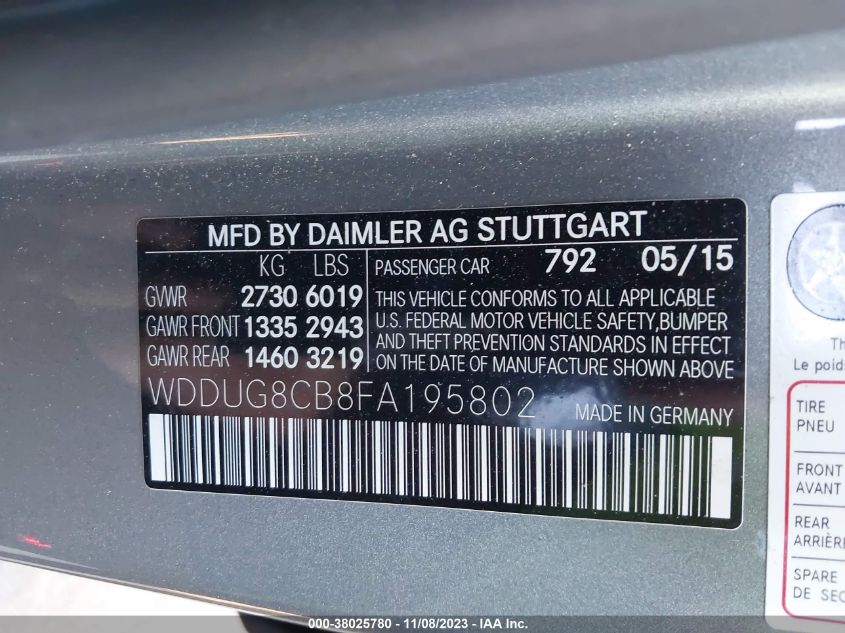 MFD BY DAIMLER AG STUTTGART
KG LBS
GVWR 2730 6019
GAWR FRONT 1335 2943
GAWR REAR 1460 3219
PASSENGER CAR 792 05/15
THIS VEHICLE CONFORMS TO ALL APPLICABLE
U.S. FEDERAL MOTOR VEHICLE SAFETY,BUMPER
AND THEFT PREVENTION STANDARDS IN EFFECT
ON THE DATE OF MANUFACTURE SHOWN ABOVE
WDDUG8CB8FA195802
MADE IN GERMANY
Th
Le poids
TIRE
PNEU
FRONT
AVANT
REAR
ARRIÈRE
SPARE
DE SEC
000-38025780 - 11/08/2023 - © IAA Inc.